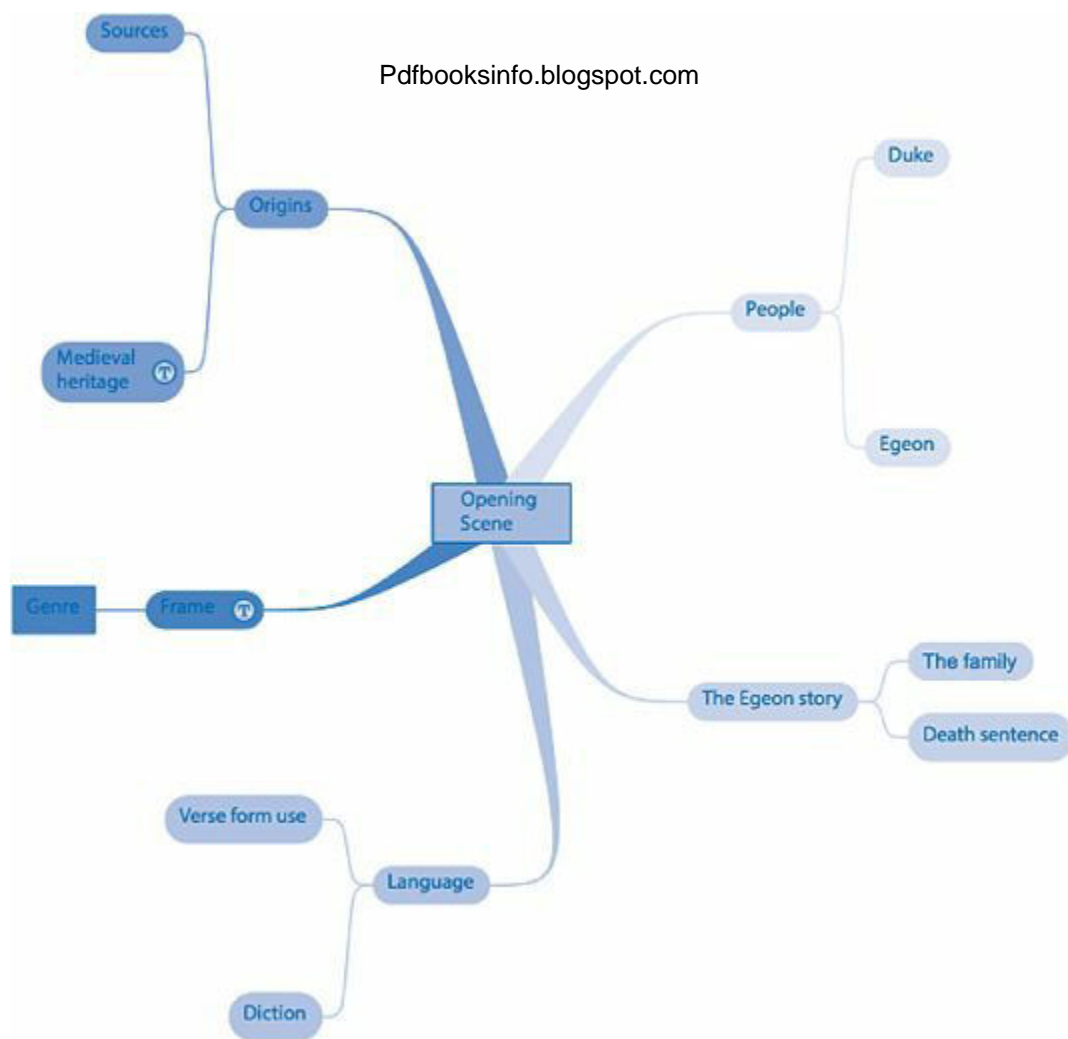 Sources
Pdfbooksinfo.blogspot.com
Duke
Origins
People
Medieval
heritage
T
Egeon
Opening
Scene
Genre
Frame
T
The family
The Egeon story
Death sentence
Verse form use
Language
Diction